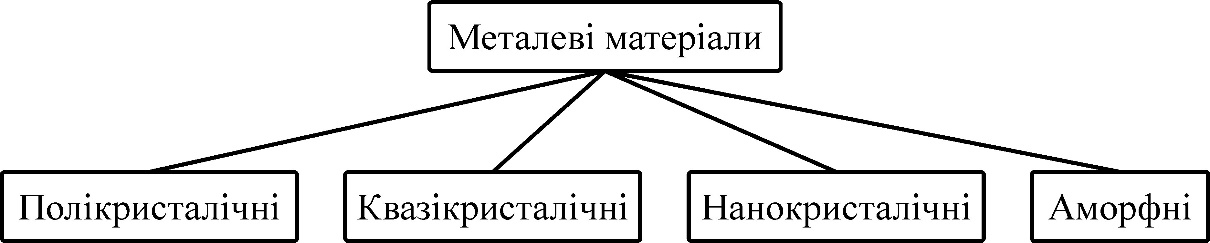 Металеві матеріали
Полікристалічні
Квазікристалічні
Нанокристалічні
Аморфні